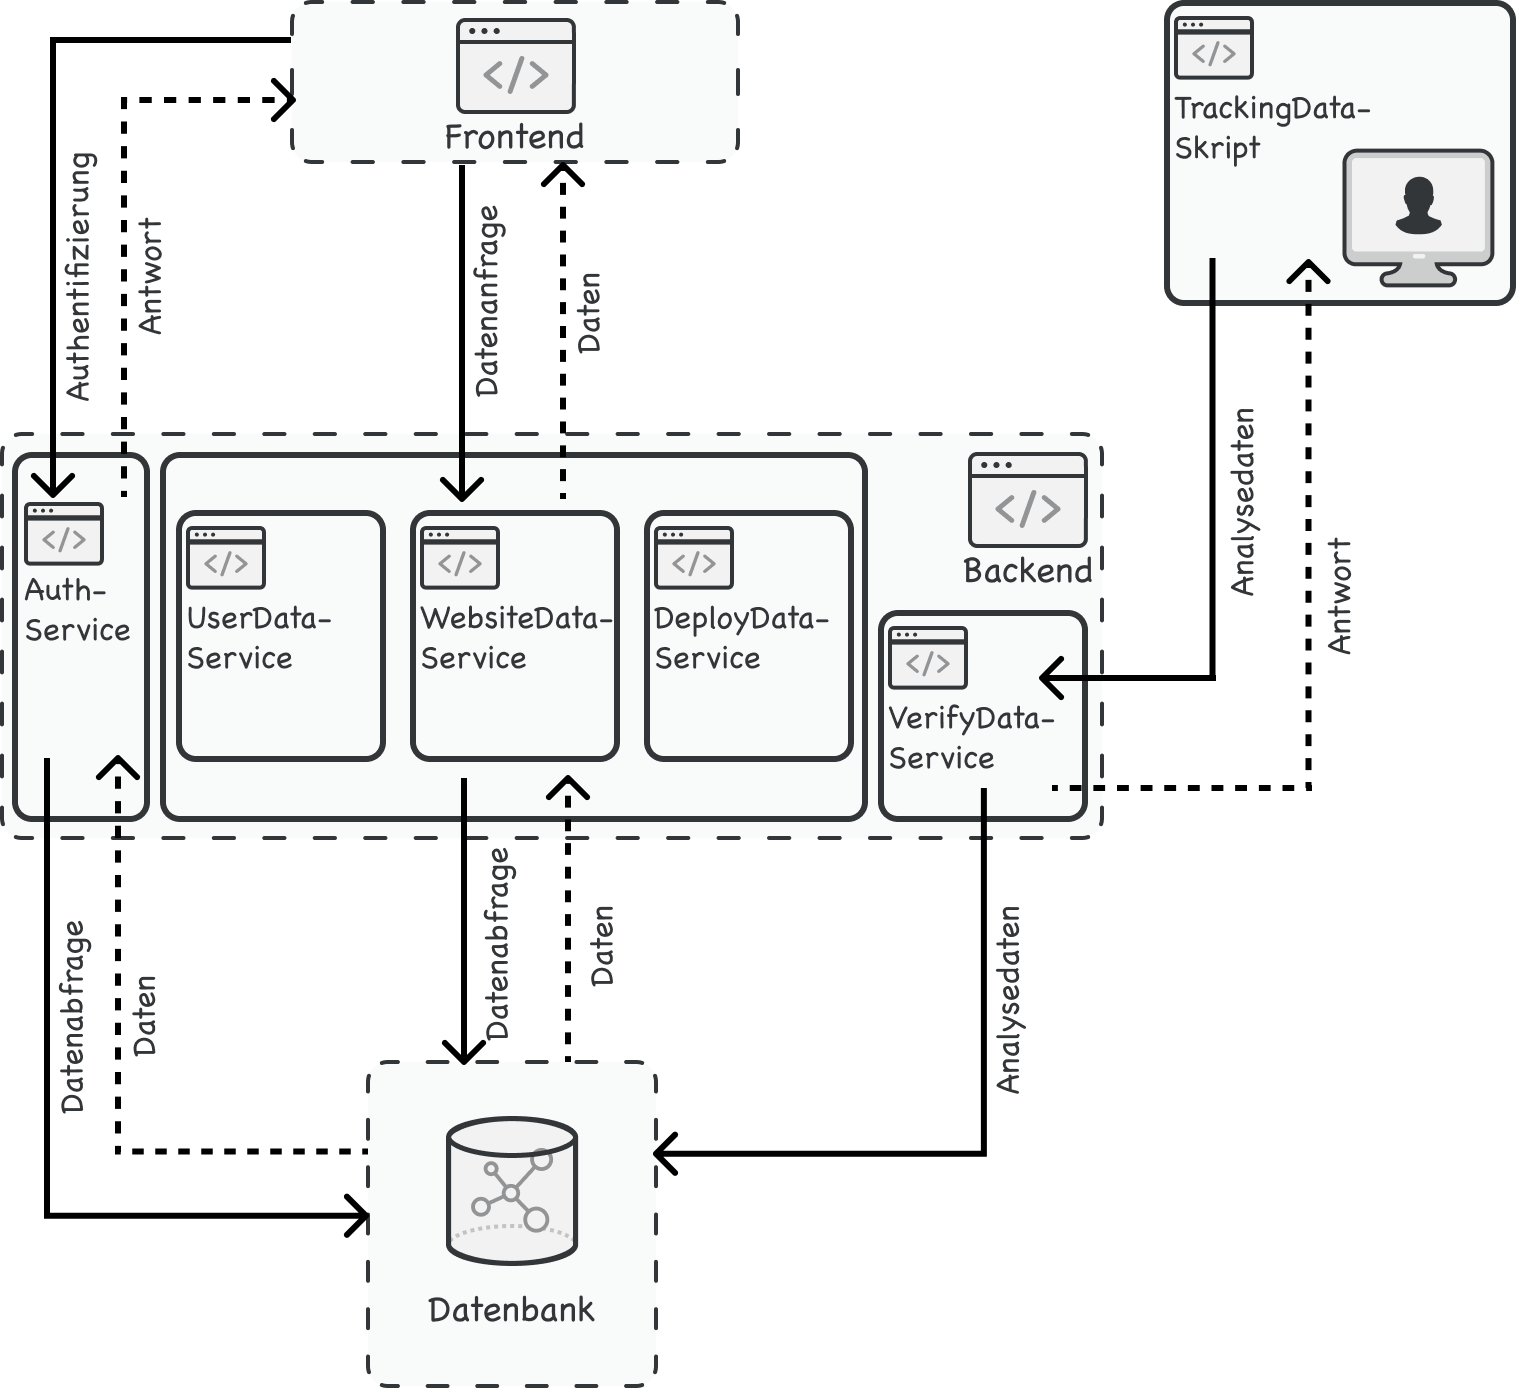 Frontend
TrackingData-
Skript
Authentifizierung
Antwort
Datenanfrage
Daten
Analysedaten
Antwort
Backend
Auth-
Service
UserData-
Service
WebsiteData-
Service
DeployData-
Service
VerifyData-
Service
Datenabfrage
Daten
Datenabfrage
Daten
Analysedaten
Datenbank